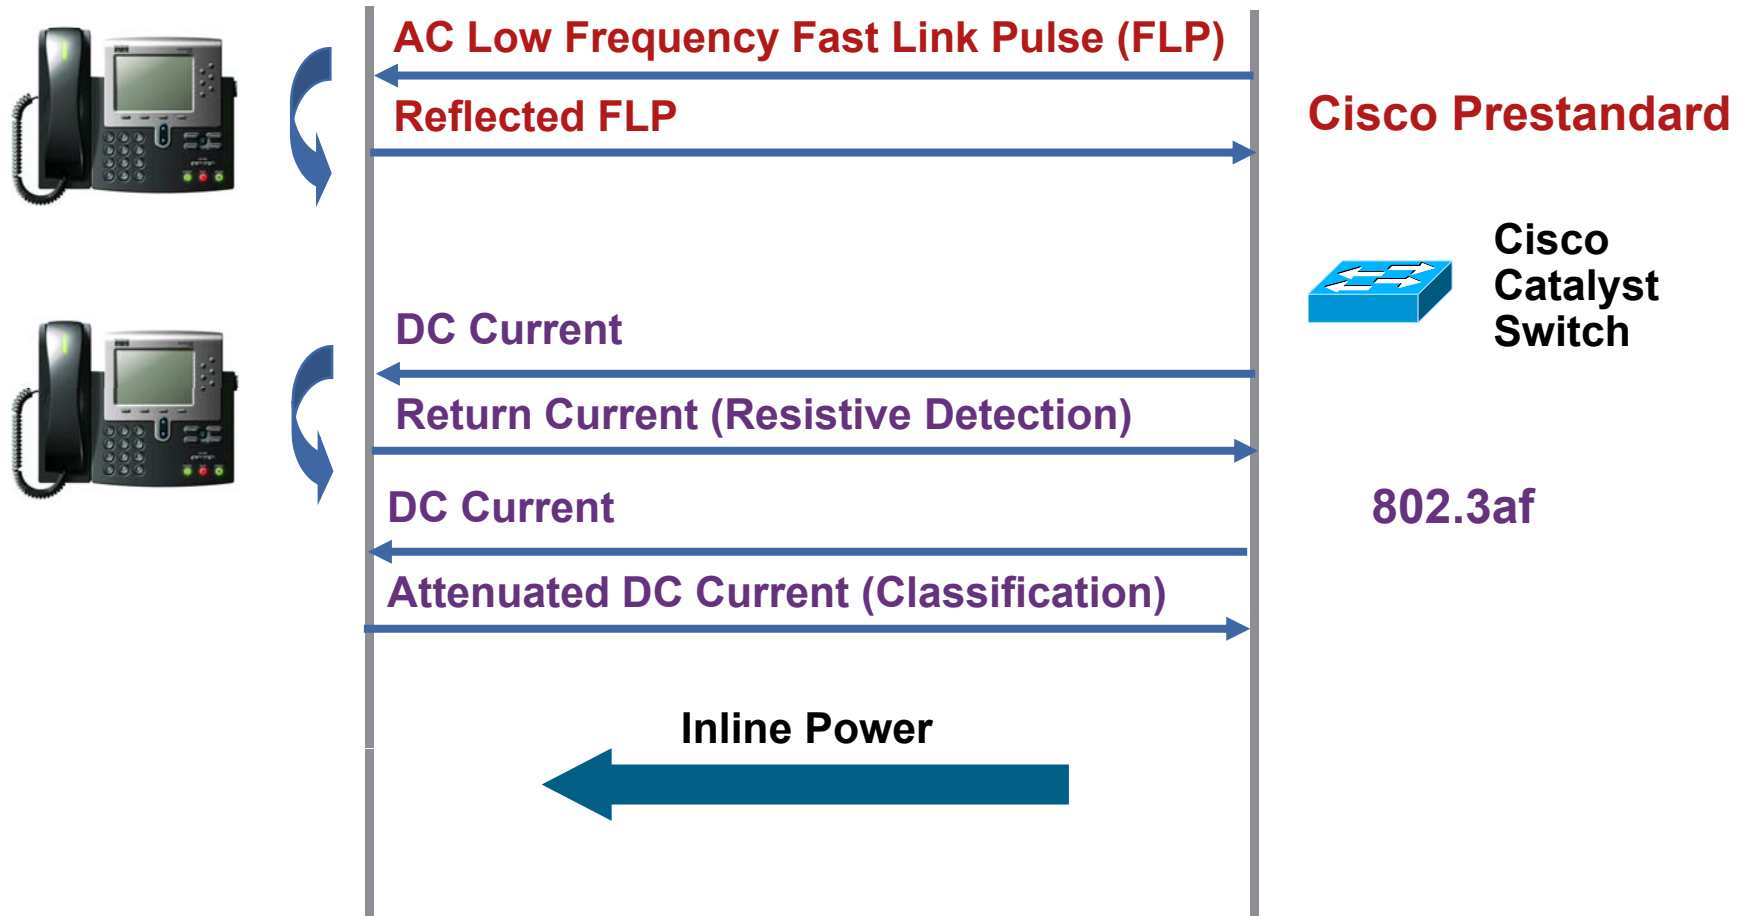 AC Low Frequency Fast Link Pulse (FLP)
Reflected FLP
Cisco Prestandard
Cisco
Catalyst
Switch
DC Current
Return Current (Resistive Detection)
DC Current
802.3af
Attenuated DC Current (Classification)
Inline Power